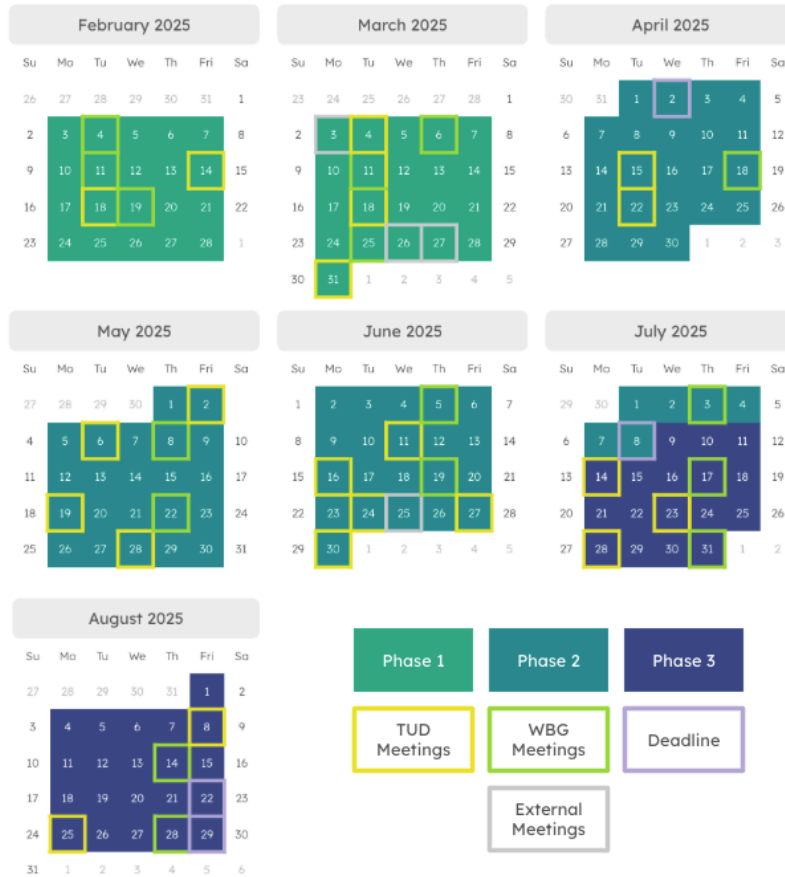 February 2025 March 2025 April 2025
Su Mo Tu We Th Fri Sa Su Mo Tu We Th Fri Sa Su Mo Tu We Th Fri Sa
26 27 28 29 30 31 1 23 24 25 26 27 28 1 30 31 1 2 3 4 5
2 3 4 5 6 7 8 2 3 4 5 6 7 8 6 7 8 9 10 11 12
9 10 11 12 13 14 15 9 10 11 12 13 14 15 13 14 15 16 17 18 19
16 17 18 19 20 21 22 16 17 18 19 20 21 22 20 21 22 23 24 25 26
23 24 25 26 27 28 1 23 24 25 26 27 28 29 27 28 29 30 1 2 3
30 31 1 2 3 4 5
May 2025 June 2025 July 2025
Su Mo Tu We Th Fri Sa Su Mo Tu We Th Fri Sa Su Mo Tu We Th Fri Sa
27 28 29 30 1 2 3 1 2 3 4 5 6 7 29 30 1 2 3 4 5
4 5 6 7 8 9 10 8 9 10 11 12 13 14 6 7 8 9 10 11 12
11 12 13 14 15 16 17 15 16 17 18 19 20 21 13 14 15 16 17 18 19
18 19 20 21 22 23 24 22 23 24 25 26 27 28 20 21 22 23 24 25 26
25 26 27 28 29 30 31 29 30 1 2 3 4 5 27 28 29 30 31 1 2
August 2025
Su Mo Tu We Th Fri Sa
27 28 29 30 31 1 2
3 4 5 6 7 8 9
10 11 12 13 14 15 16
17 18 19 20 21 22 23
24 25 26 27 28 29 30
31 1 2 3 4 5 6
Phase 1 Phase 2 Phase 3
TUD
Meetings
WBG
Meetings
Deadline
External
Meetings